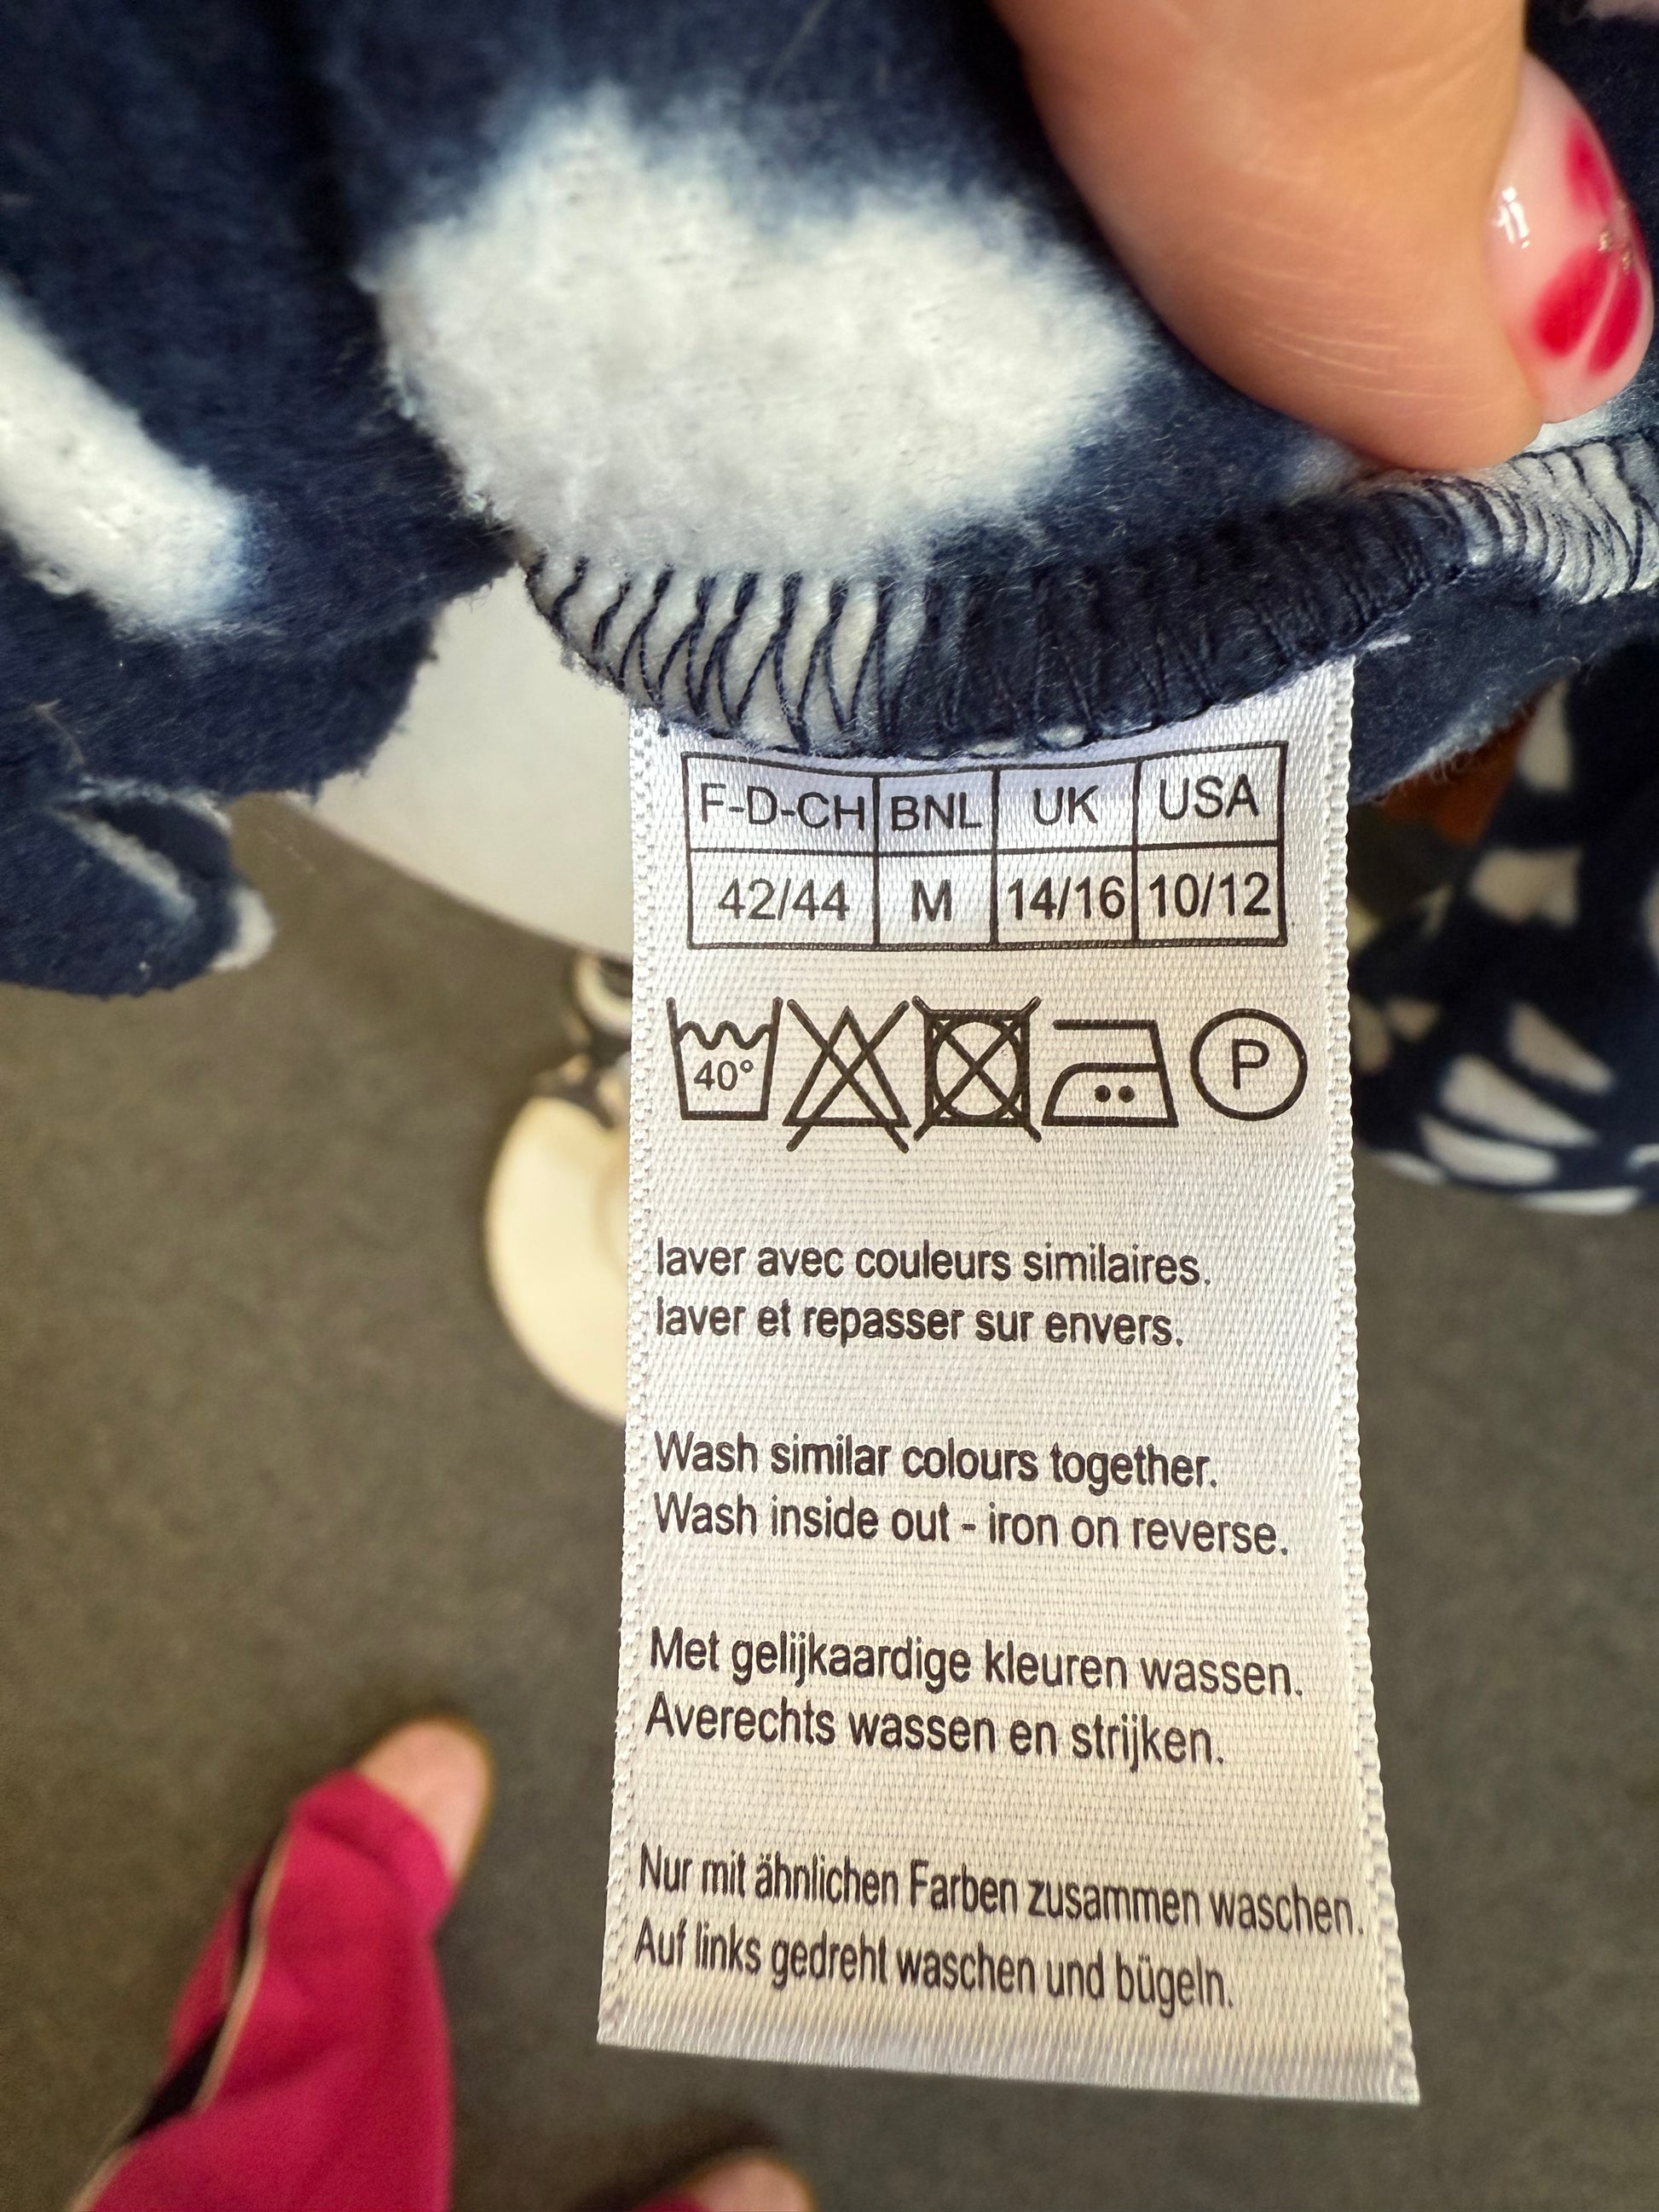 F-D-CH BNL UK USA
42/44 M 14/16 10/12
40° P
laver avec couleurs similaires.
laver et repasser sur envers.
Wash similar colours together.
Wash inside out - iron on reverse.
Met gelijkaardige kleuren wassen.
Averechts wassen en strijken.
Nur mit ähnlichen Farben zusammen waschen.
Auf links gedreht waschen und bügeln.